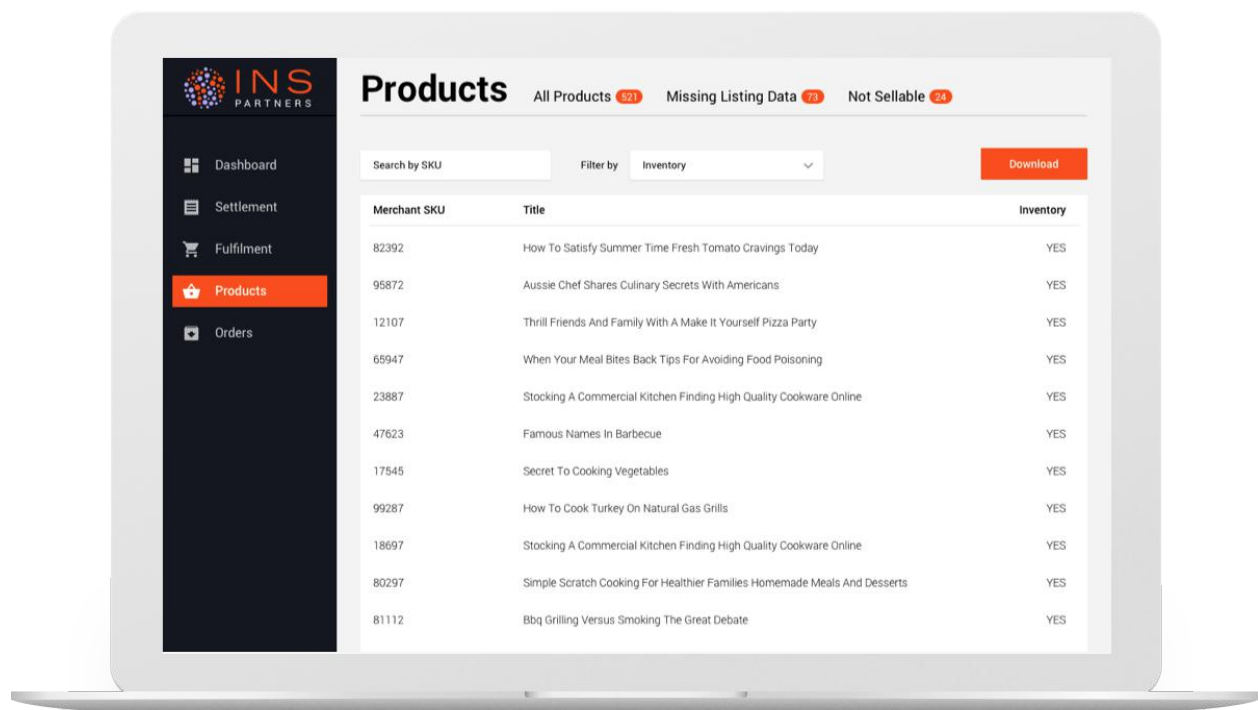 INS
PARTNERS
Dashboard
Settlement
Fulfilment
Products
Orders
Products All Products 521 Missing Listing Data 73 Not Sellable 24
Search by SKU Filter by Inventory Download
Merchant SKU Title Inventory
82392 How To Satisfy Summer Time Fresh Tomato Cravings Today YES
95872 Aussie Chef Shares Culinary Secrets With Americans YES
12107 Thrill Friends And Family With A Make It Yourself Pizza Party YES
65947 When Your Meal Bites Back Tips For Avoiding Food Poisoning YES
23887 Stocking A Commercial Kitchen Finding High Quality Cookware Online YES
47623 Famous Names In Barbecue YES
17545 Secret To Cooking Vegetables YES
99287 How To Cook Turkey On Natural Gas Grills YES
18697 Stocking A Commercial Kitchen Finding High Quality Cookware Online YES
80297 Simple Scratch Cooking For Healthier Families Homemade Meals And Desserts YES
81112 Bbq Grilling Versus Smoking The Great Debate YES